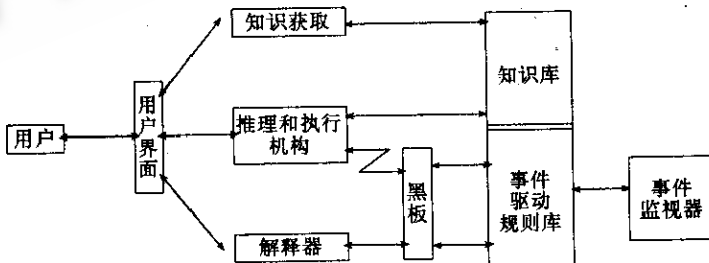 知识获取
知识库
用户
用户界面
推理和执行
机构
黑板
事件
驱动
规则库
事件
监视器
解释器